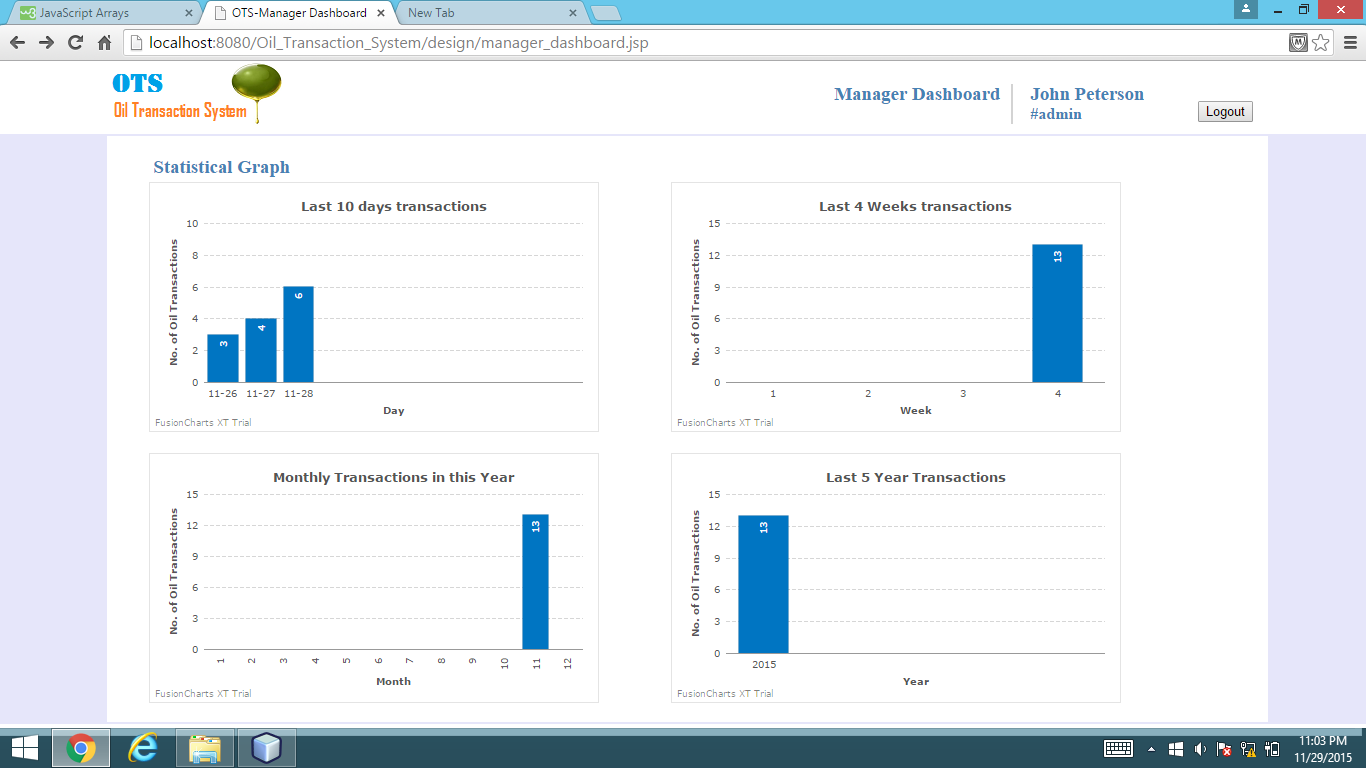 JavaScript Arrays
OTS-Manager Dashboard
New Tab
localhost:8080/Oil_Transaction_System/design/manager_dashboard.jsp
OTS
Oil Transaction System
Manager Dashboard
John Peterson
#admin
Logout
Statistical Graph
Last 10 days transactions
No. of Oil Transactions
10
8
6
4
2
0
3
4
6
11-26 11-27 11-28
Day
FusionCharts XT Trial
Last 4 Weeks transactions
No. of Oil Transactions
15
12
9
6
3
0
13
1 2 3 4
Week
FusionCharts XT Trial
Monthly Transactions in this Year
No. of Oil Transactions
15
12
9
6
3
0
13
1 2 3 4 5 6 7 8 9 10 11 12
Month
FusionCharts XT Trial
Last 5 Year Transactions
No. of Oil Transactions
15
12
9
6
3
0
13
2015
Year
FusionCharts XT Trial
11:03 PM
11/29/2015